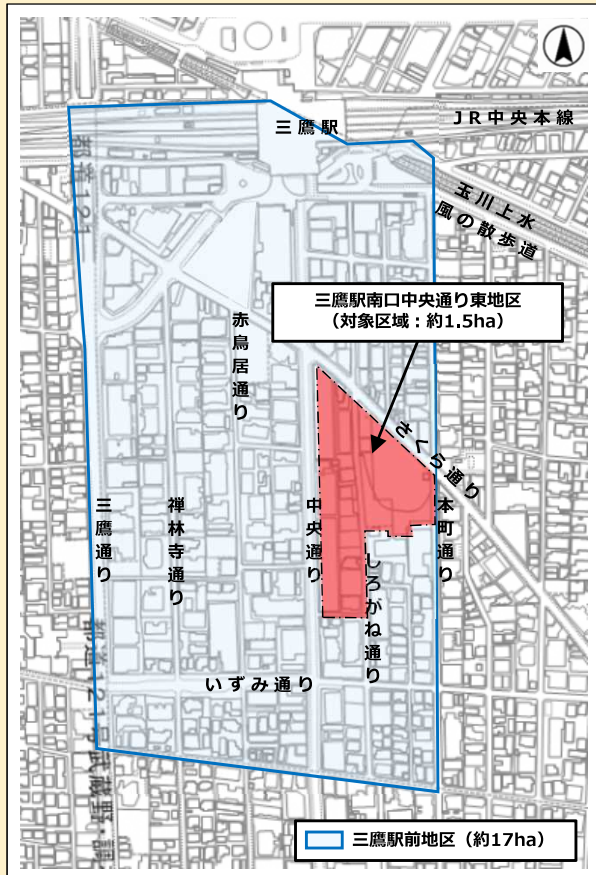 三鷹駅
JR中央本線
玉川上水
風の散歩道
三鷹駅南口中央通り東地区
（対象区域：約1.5ha）
赤鳥居通り
さくら通り
三鷹通り
禅林寺通り
中央通り
本町通り
しろがね通り
いずみ通り
三鷹駅前地区（約17ha）